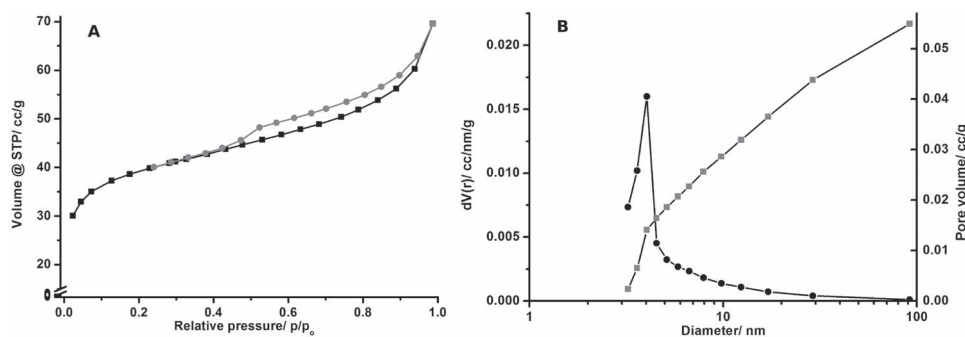 A
Volume @ STP/ cc/g
70
60
50
40
30
20
0
0.0 0.2 0.4 0.6 0.8 1.0
Relative pressure/ p/pₒ
B
dV(r)/ cc/nm/g
0.020
0.015
0.010
0.005
0.000
1 10 100
Diameter/ nm
0.05
0.04
0.03
0.02
0.01
0.00
Pore volume/ cc/g